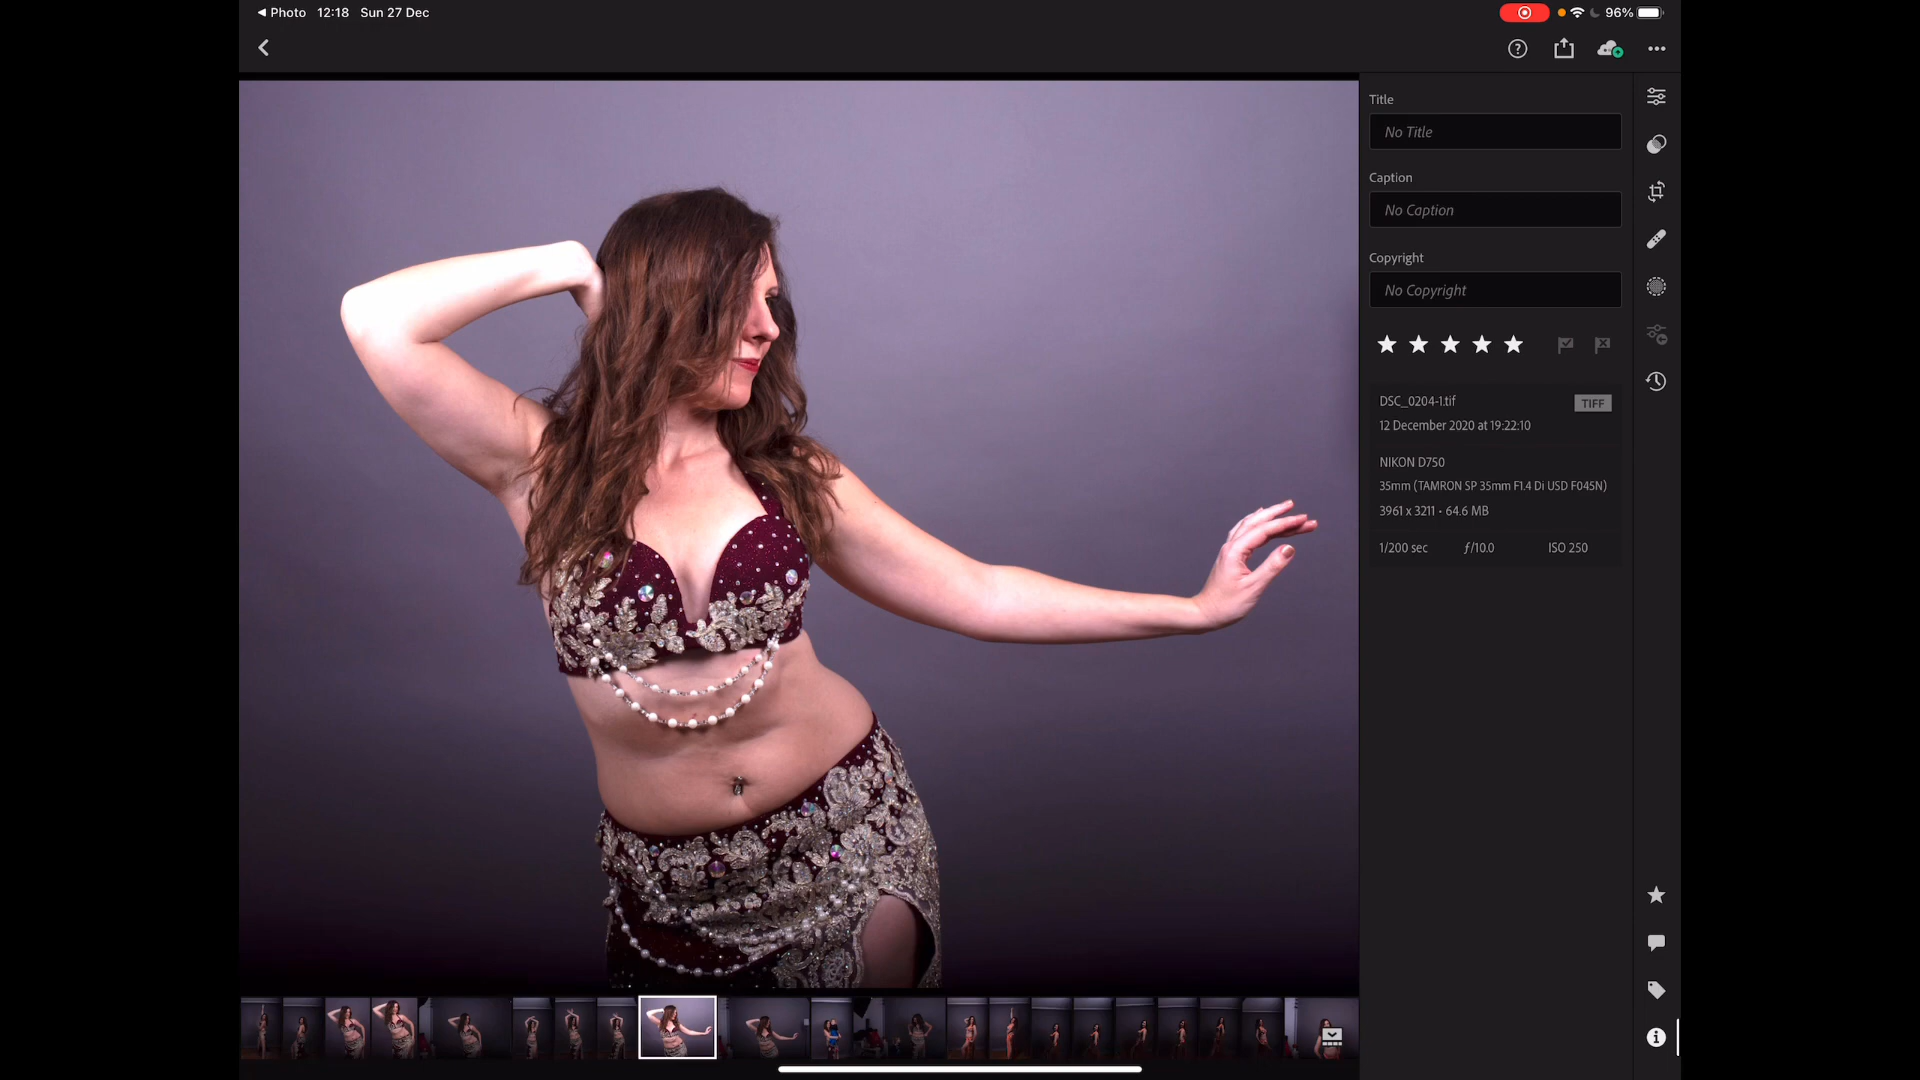 Photo 12:18 Sun 27 Dec
96%
Title
No Title
Caption
No Caption
Copyright
No Copyright
DSC_0204-1.tif
TIFF
12 December 2020 at 19:22:10
NIKON D750
35mm (TAMRON SP 35mm F1.4 Di USD F045N)
3961 x 3211 • 64.6 MB
1/200 sec ƒ/10.0 ISO 250